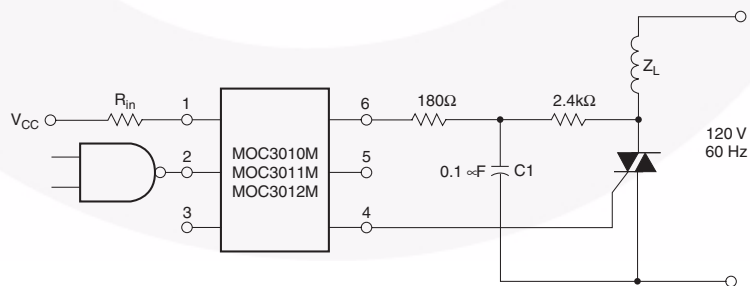 Z_L
R_in
1
6
180Ω
2.4kΩ
V_CC
120 V
60 Hz
2
MOC3010M
MOC3011M
MOC3012M
5
0.1 ∝F
C1
3
4